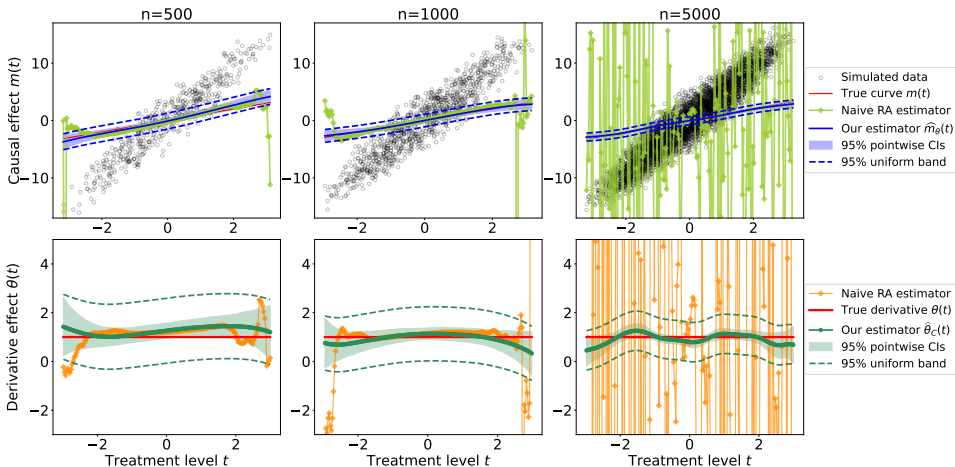 n=500
n=1000
n=5000
Causal effect m(t)
10
0
−10
−2
0
2
10
0
−10
−2
0
2
10
0
−10
−2
0
2
Simulated data
True curve m(t)
Naive RA estimator
Our estimator m̂_θ(t)
95% pointwise CIs
95% uniform band
Derivative effect θ(t)
4
2
0
−2
−2
0
2
Treatment level t
4
2
0
−2
−2
0
2
Treatment level t
4
2
0
−2
−2
0
2
Treatment level t
Naive RA estimator
True derivative θ(t)
Our estimator θ̂_C(t)
95% pointwise CIs
95% uniform band